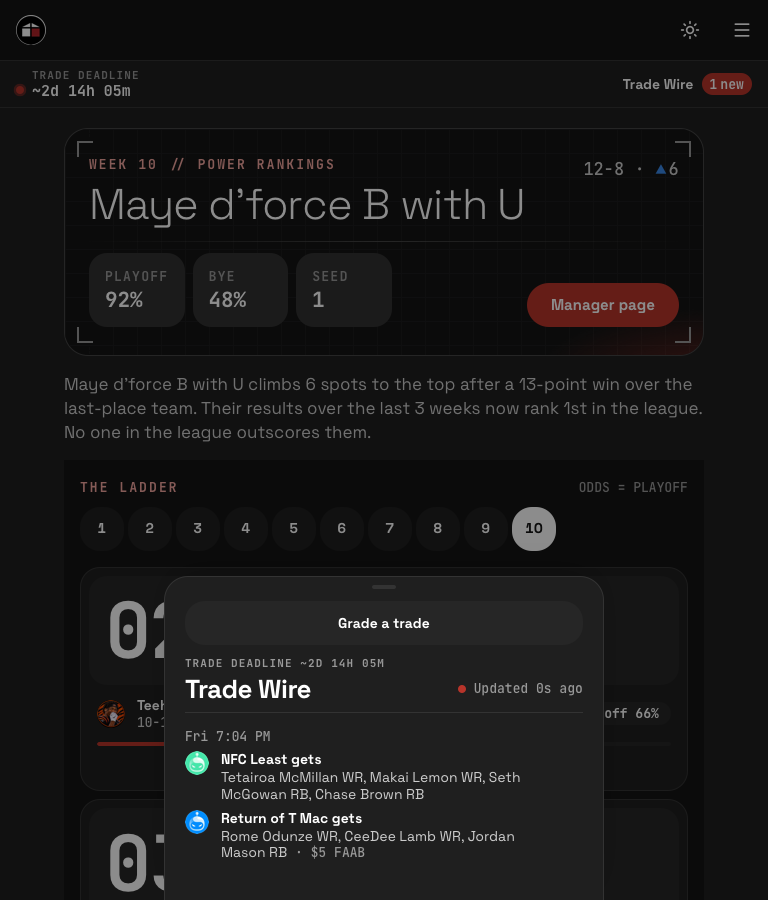 TRADE DEADLINE
~2d 14h 05m
Trade Wire 1 new
WEEK 10 // POWER RANKINGS
12-8 · ▲6
Maye d'force B with U
PLAYOFF
92%
BYE
48%
SEED
1
Manager page
Maye d'force B with U climbs 6 spots to the top after a 13-point win over the
last-place team. Their results over the last 3 weeks now rank 1st in the league.
No one in the league outscores them.
THE LADDER
ODDS = PLAYOFF
1 2 3 4 5 6 7 8 9 10
off 66%
Grade a trade
TRADE DEADLINE ~2D 14H 05M
Trade Wire
Updated 0s ago
Fri 7:04 PM
NFC Least gets
Tetairoa McMillan WR, Makai Lemon WR, Seth
McGowan RB, Chase Brown RB
Return of T Mac gets
Rome Odunze WR, CeeDee Lamb WR, Jordan
Mason RB · $5 FAAB